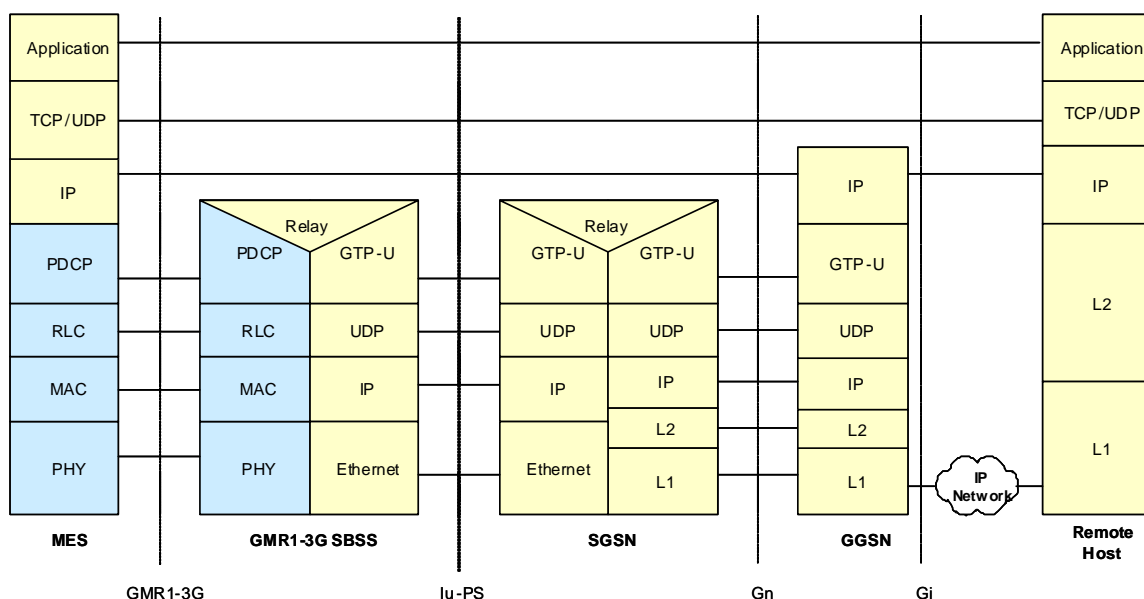 Application
Application
TCP/UDP
TCP/UDP
IP
IP
IP
Relay
Relay
PDCP
PDCP
GTP-U
GTP-U
GTP-U
GTP-U
L2
RLC
RLC
UDP
UDP
UDP
UDP
MAC
MAC
IP
IP
IP
IP
L2
L2
PHY
PHY
Ethernet
Ethernet
L1
L1
L1
IP
Network
MES
GMR1-3G SBSS
SGSN
GGSN
Remote
Host
GMR1-3G
Iu-PS
Gn
Gi